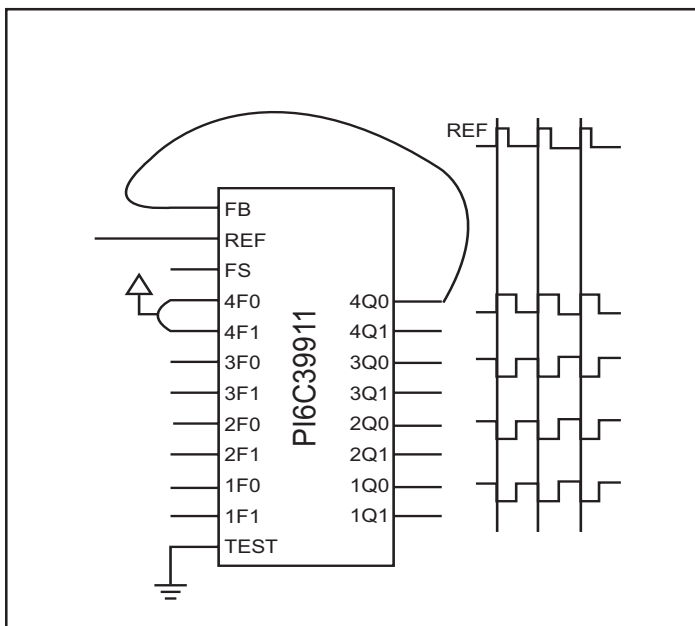 REF
FB
REF
FS
4F0
4F1
3F0
3F1
2F0
2F1
1F0
1F1
TEST
PI6C39911
4Q0
4Q1
3Q0
3Q1
2Q0
2Q1
1Q0
1Q1